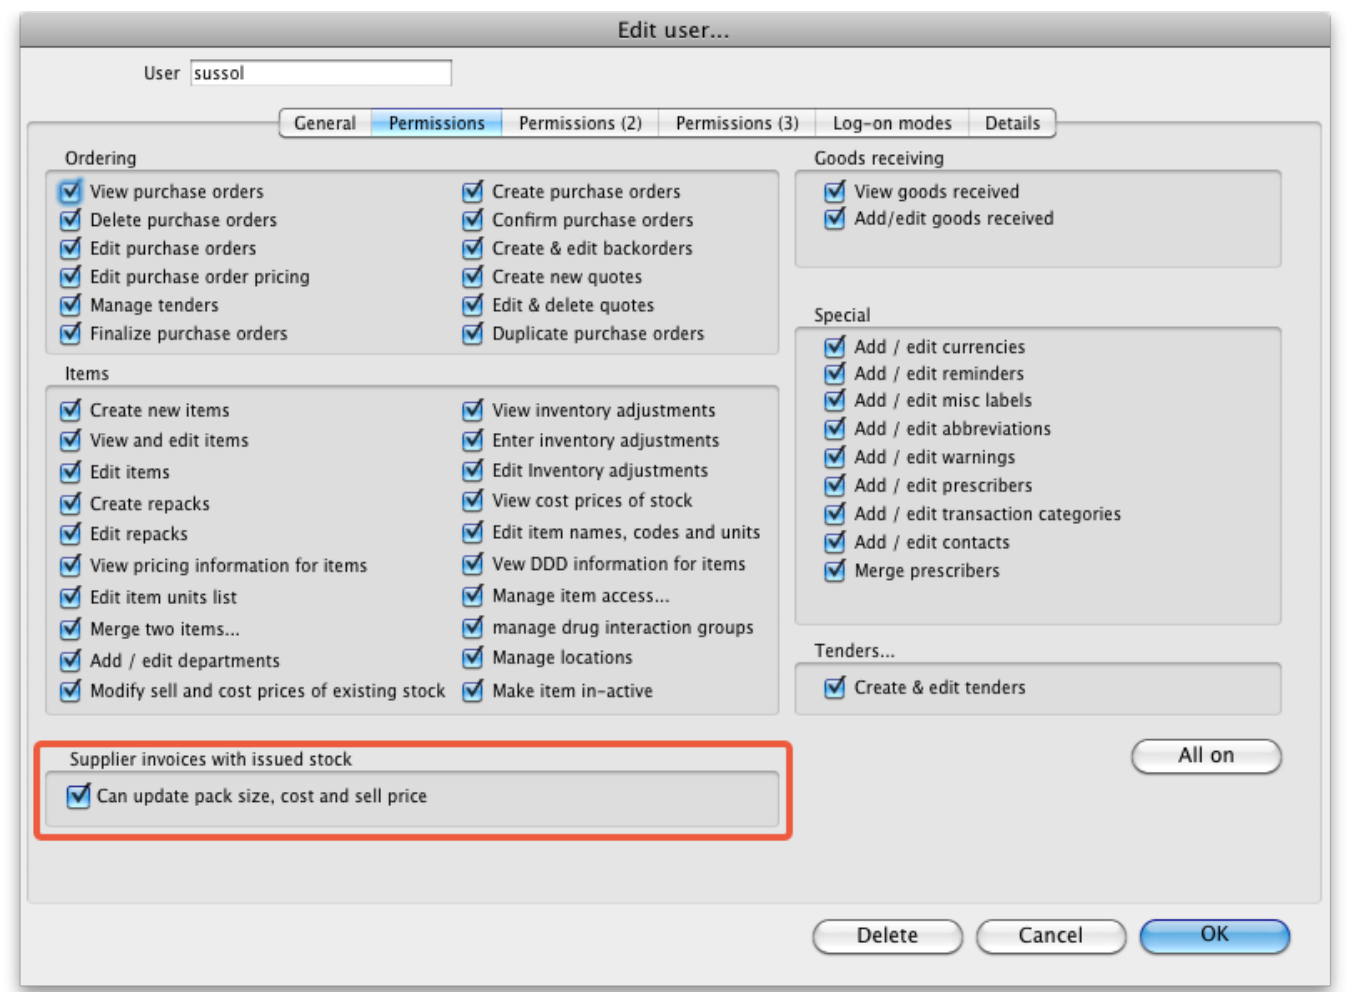 Edit user...
User sussol
General Permissions Permissions (2) Permissions (3) Log-on modes Details
Ordering
View purchase orders
Delete purchase orders
Edit purchase orders
Edit purchase order pricing
Manage tenders
Finalize purchase orders
Create purchase orders
Confirm purchase orders
Create & edit backorders
Create new quotes
Edit & delete quotes
Duplicate purchase orders
Items
Create new items
View and edit items
Edit items
Create repacks
Edit repacks
View pricing information for items
Edit item units list
Merge two items...
Add / edit departments
Modify sell and cost prices of existing stock
View inventory adjustments
Enter inventory adjustments
Edit Inventory adjustments
View cost prices of stock
Edit item names, codes and units
Vew DDD information for items
Manage item access...
manage drug interaction groups
Manage locations
Make item in-active
Supplier invoices with issued stock
Can update pack size, cost and sell price
Goods receiving
View goods received
Add/edit goods received
Special
Add / edit currencies
Add / edit reminders
Add / edit misc labels
Add / edit abbreviations
Add / edit warnings
Add / edit prescribers
Add / edit transaction categories
Add / edit contacts
Merge prescribers
Tenders...
Create & edit tenders
All on
Delete Cancel OK